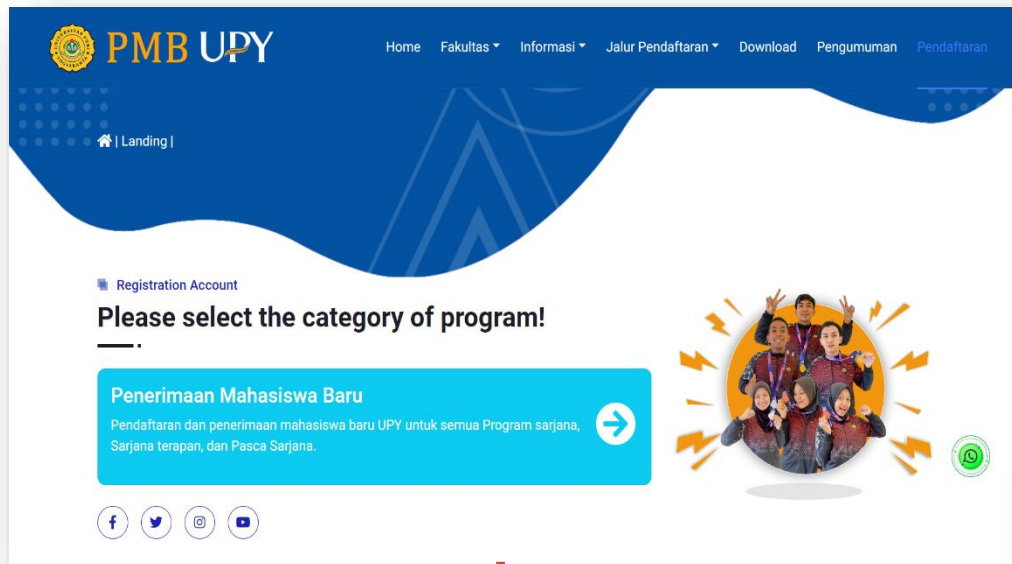 PMB UPY
Home Fakultas Informasi Jalur Pendaftaran Download Pengumuman Pendaftaran
| Landing |
Registration Account
Please select the category of program!
Penerimaan Mahasiswa Baru
Pendaftaran dan penerimaan mahasiswa baru UPY untuk semua Program sarjana,
Sarjana terapan, dan Pasca Sarjana.